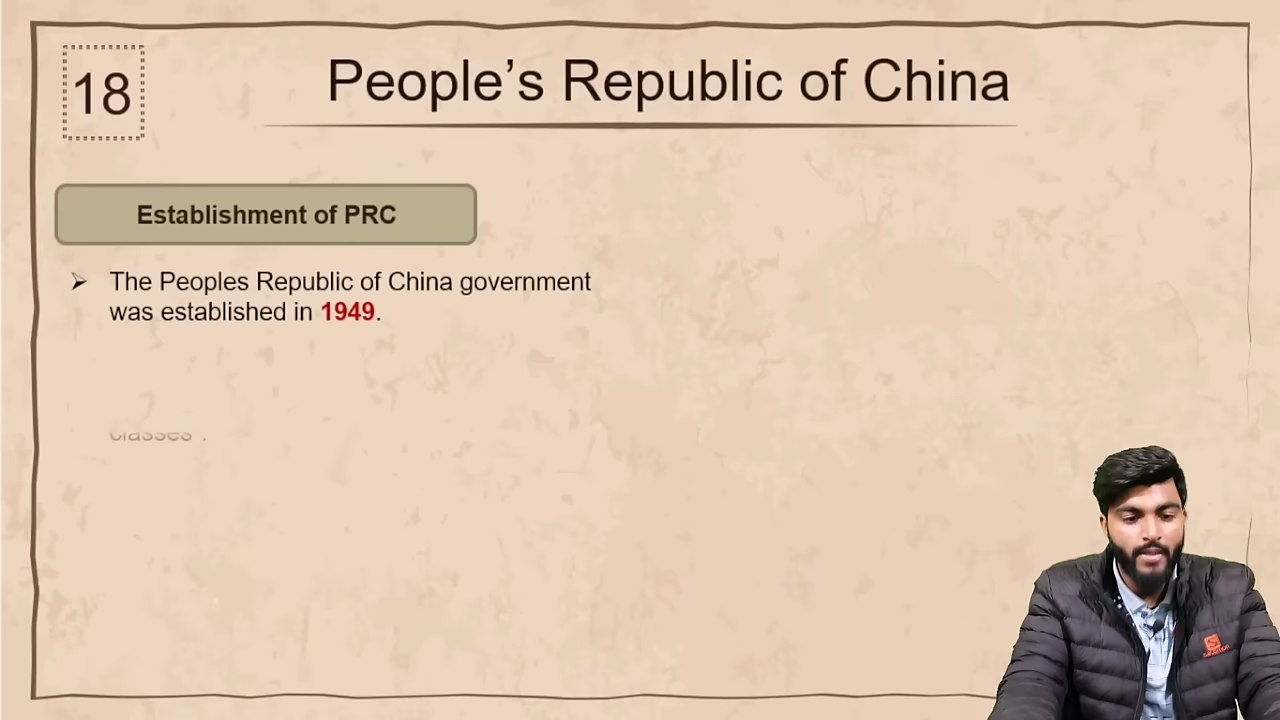 18
People’s Republic of China
Establishment of PRC
➢ The Peoples Republic of China government
was established in 1949.
classes .